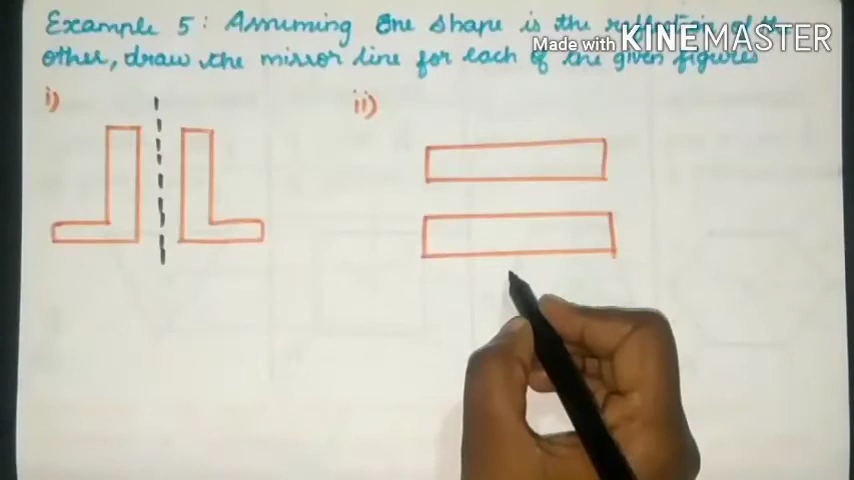 Example 5: Assuming One shape is the
Made with KINEMASTER
other, draw the mirror line for each of the given figures
i)
ii)